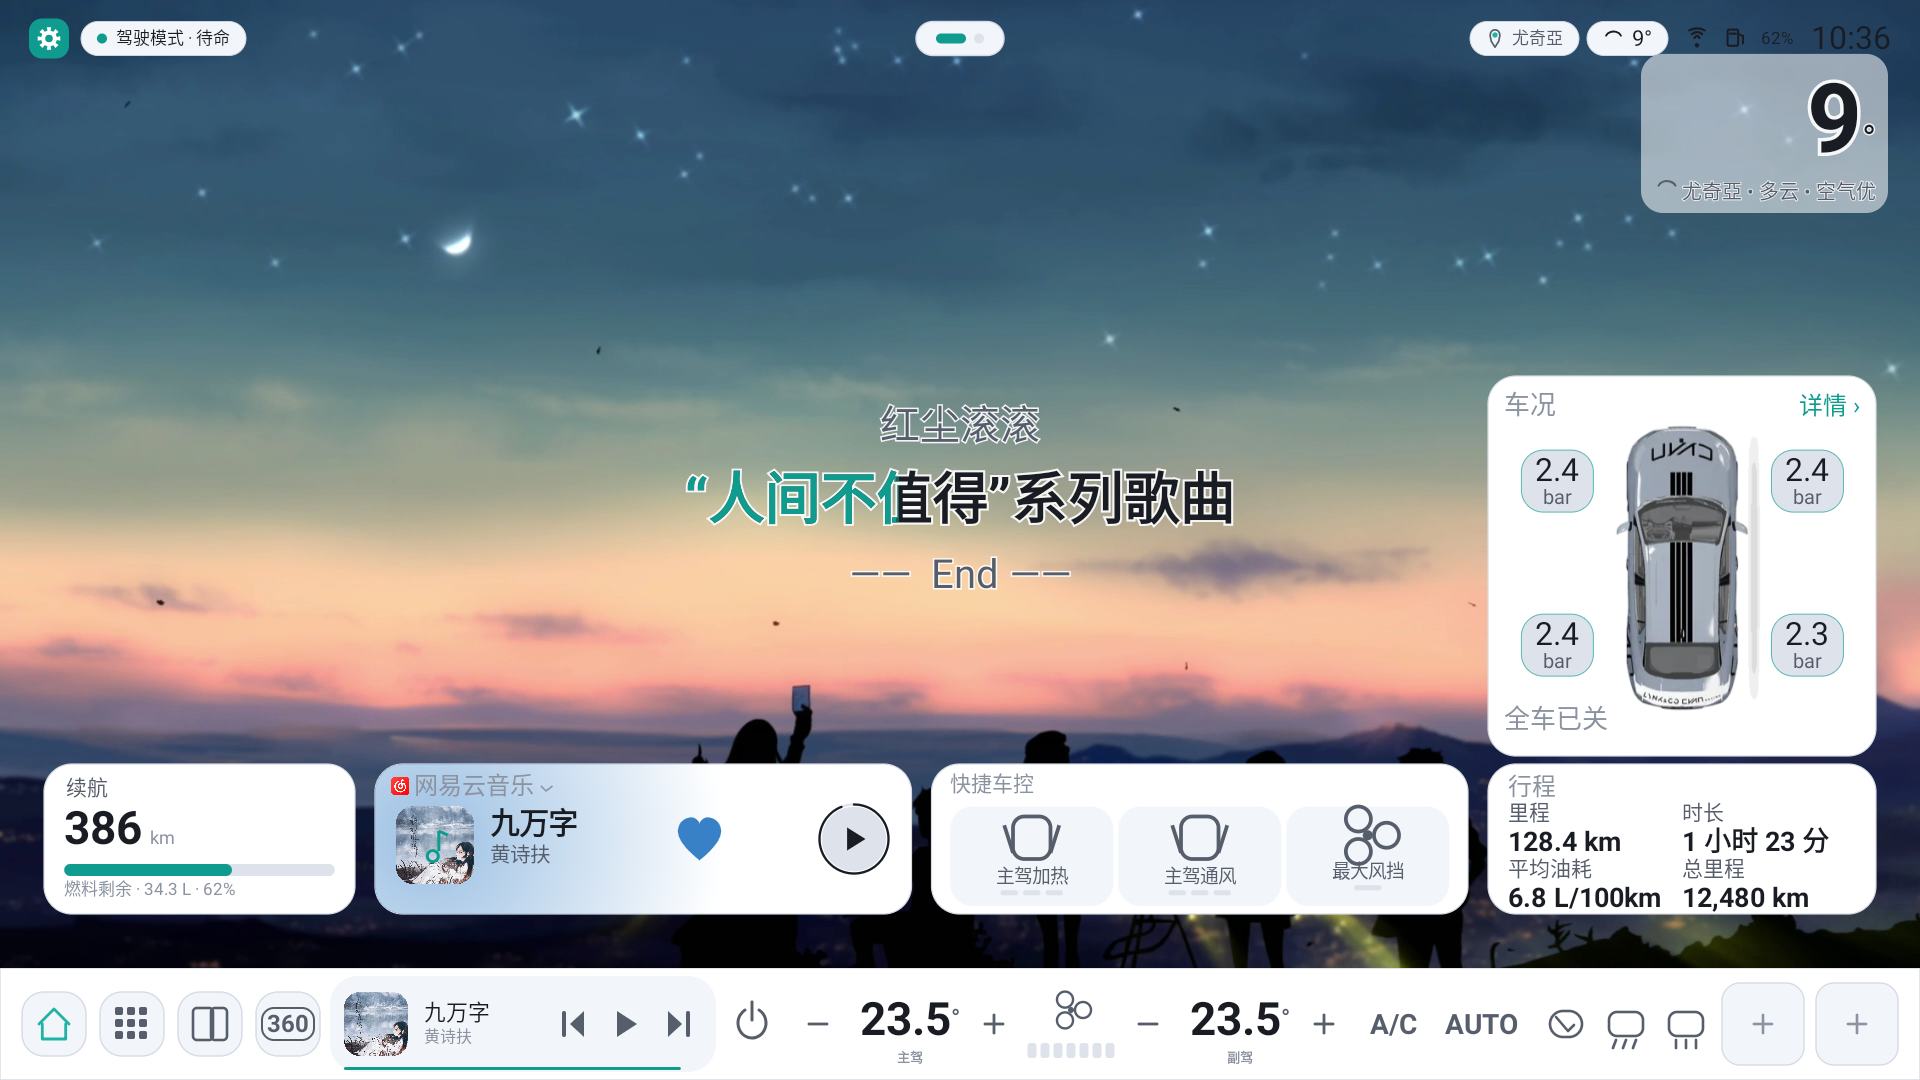 驾驶模式 · 待命
尤奇亞
9°
62%
10:36
9°
尤奇亞 · 多云 · 空气优
红尘滚滚
“人间不值得”系列歌曲
—— End ——
车况
详情 ›
2.4
bar
2.4
bar
2.4
bar
2.3
bar
全车已关
续航
386 km
燃料剩余 · 34.3 L · 62%
网易云音乐
九万字
黄诗扶
快捷车控
主驾加热
主驾通风
最大风挡
行程
里程
128.4 km
时长
1 小时 23 分
平均油耗
6.8 L/100km
总里程
12,480 km
360
九万字
黄诗扶
23.5°
主驾
23.5°
副驾
A/C
AUTO